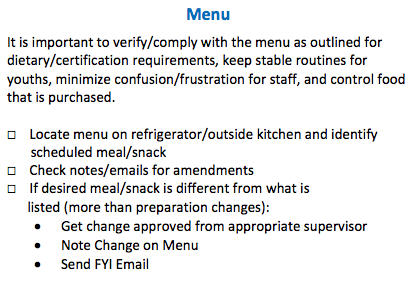 Menu
It is important to verify/comply with the menu as outlined for
dietary/certification requirements, keep stable routines for
youths, minimize confusion/frustration for staff, and control food
that is purchased.
□ Locate menu on refrigerator/outside kitchen and identify
scheduled meal/snack
□ Check notes/emails for amendments
□ If desired meal/snack is different from what is
listed (more than preparation changes):
• Get change approved from appropriate supervisor
• Note Change on Menu
• Send FYI Email